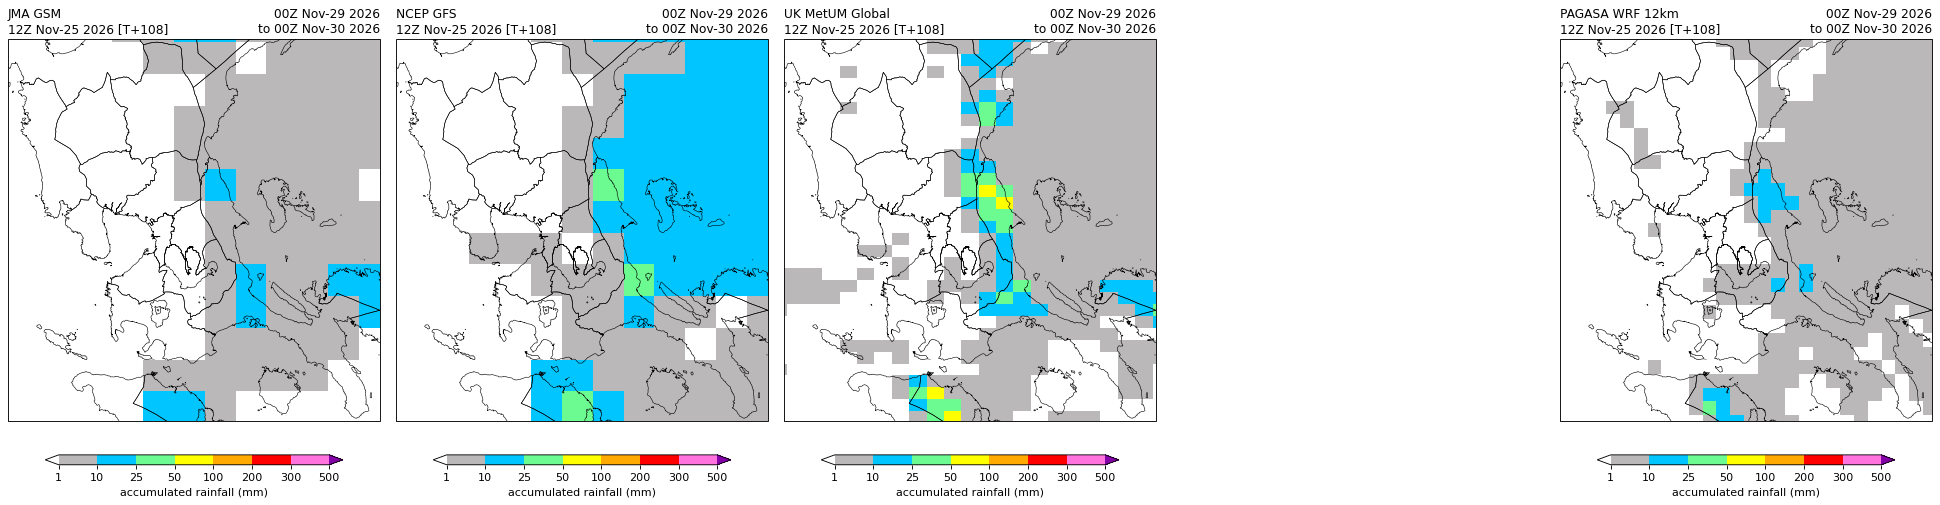 JMA GSM 00Z Nov-29 2026
12Z Nov-25 2026 [T+108] to 00Z Nov-30 2026
1 10 25 50 100 200 300 500
accumulated rainfall (mm)
NCEP GFS 00Z Nov-29 2026
12Z Nov-25 2026 [T+108] to 00Z Nov-30 2026
1 10 25 50 100 200 300 500
accumulated rainfall (mm)
UK MetUM Global 00Z Nov-29 2026
12Z Nov-25 2026 [T+108] to 00Z Nov-30 2026
1 10 25 50 100 200 300 500
accumulated rainfall (mm)
PAGASA WRF 12km 00Z Nov-29 2026
12Z Nov-25 2026 [T+108] to 00Z Nov-30 2026
1 10 25 50 100 200 300 500
accumulated rainfall (mm)